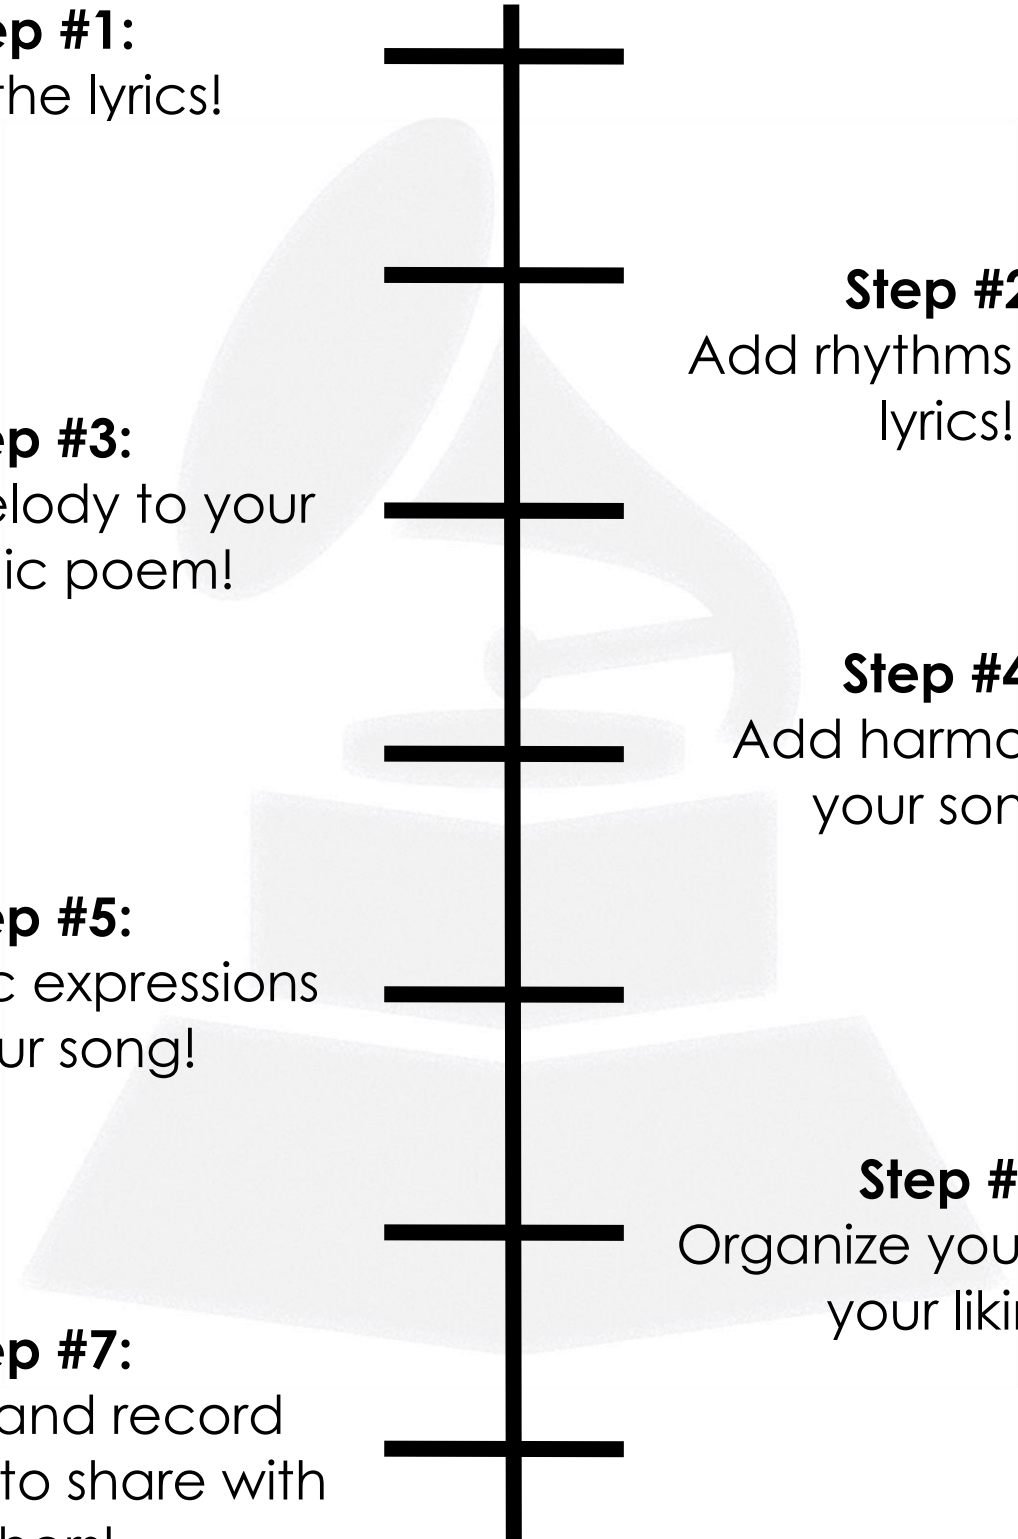 ep #1:
the lyrics!
Step #2
Add rhythms
lyrics!
ep #3:
elody to your
ic poem!
Step #4
Add harmo
your son
ep #5:
c expressions
ur song!
Step #
Organize you
your likin
ep #7:
and record
to share with
hers!